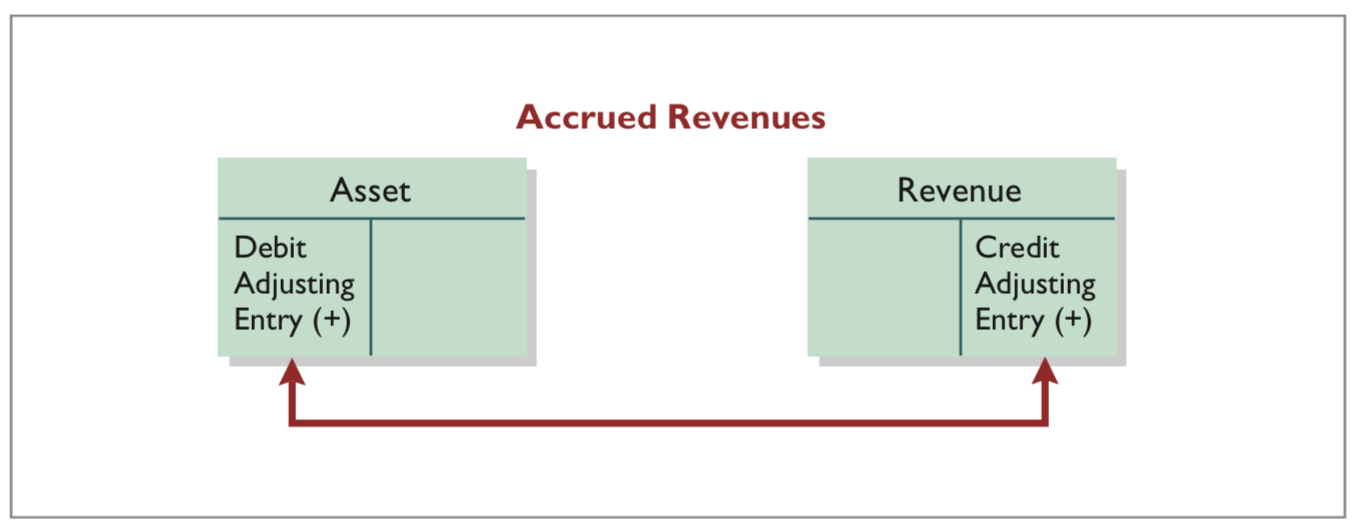 Accrued Revenues
Asset
Debit
Adjusting
Entry (+)
Revenue
Credit
Adjusting
Entry (+)